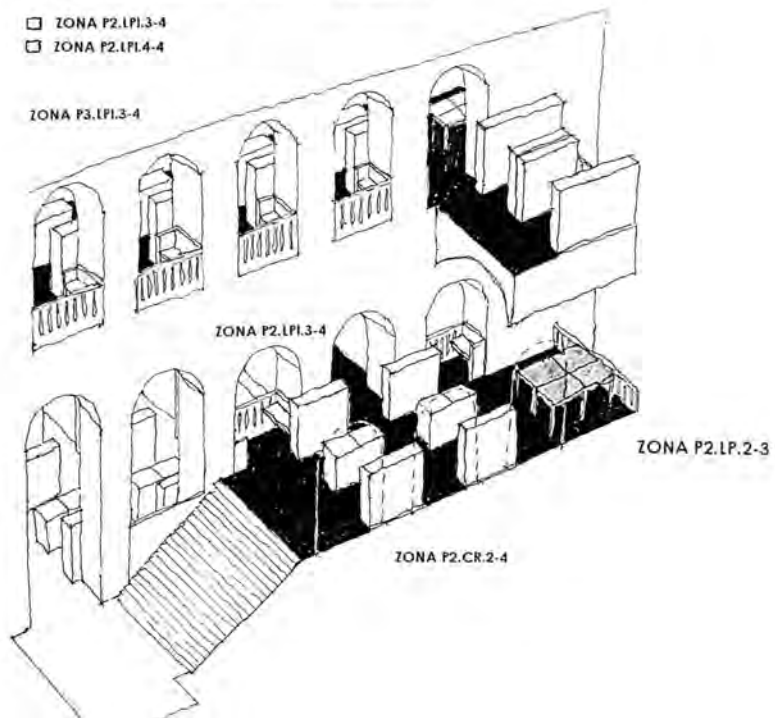 ZONA P2.LPI.3-4
ZONA P2.LPI.4-4
ZONA P3.LPI.3-4
ZONA P2.LPI.3-4
ZONA P2.LP.2-3
ZONA P2.CR.2-4